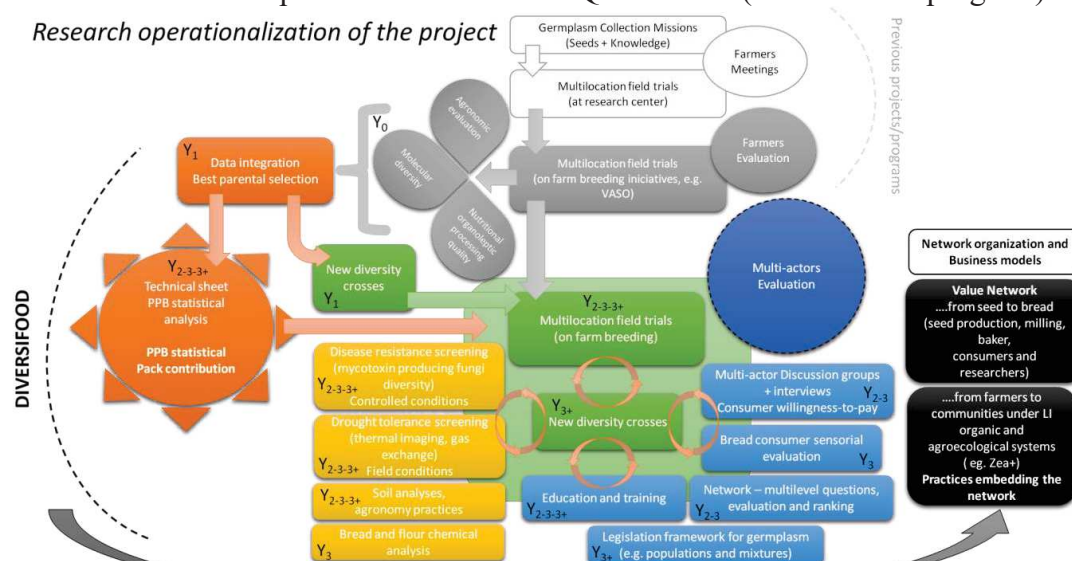 Research operationalization of the project
Germplasm Collection Missions
(Seeds + Knowledge)
Farmers
Meetings
Multilocation field trials
(at research center)
Previous projects/programs
Y0
Agronomic
evaluation
Molecular
diversity
Nutritional
organoleptic
processing
quality
Multilocation field trials
(on farm breeding iniciatives, e.g.
VASO)
Farmers
Evaluation
Y1
Data integration
Best parental selection
DIVERSIFOOD
Y2-3-3+
Technical sheet
PPB statistical
analysis
PPB statistical
Pack contribution
New diversity
crosses
Y1
Y2-3-3+
Multilocation field trials
(on farm breeding)
Multi-actors
Evaluation
Disease resistance screening
(mycotoxin producing fungi
diversity)
Y2-3-3+
Controlled conditions
Drought tolerance screening
(thermal imaging, gas
exchange)
Y2-3-3+
Field conditions
Y2-3-3+
Soil analyses,
agronomy practices
Bread and flour chemical
analysis
Y3
Y3+
New diversity crosses
Education and training
Y2-3-3+
Multi-actor Discussion groups
+ interviews
Consumer willingness-to-pay
Y2-3
Bread consumer sensorial
evaluation
Y3
Network – multilevel questions,
evaluation and ranking
Y2-3
Legislation framework for germplasm
(e.g. populations and mixtures)
Y3+
Network organization and
Business models
Value Network
....from seed to bread
(seed production, milling,
baker,
consumers and
researchers)
....from farmers to
communities under LI
organic and
agroecological systems
( eg. Zea+)
Practices embedding the
network